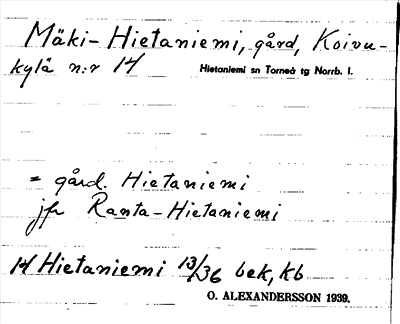 Mäki-Hietaniemi, gård, Koivu-
kylä n:r 14
Hietaniemi sn Torneå tg Norrb. l.
= gård. Hietaniemi
jfr Ranta-Hietaniemi
14 Hietaniemi 13/36 bek, kb
O. ALEXANDERSSON 1939.